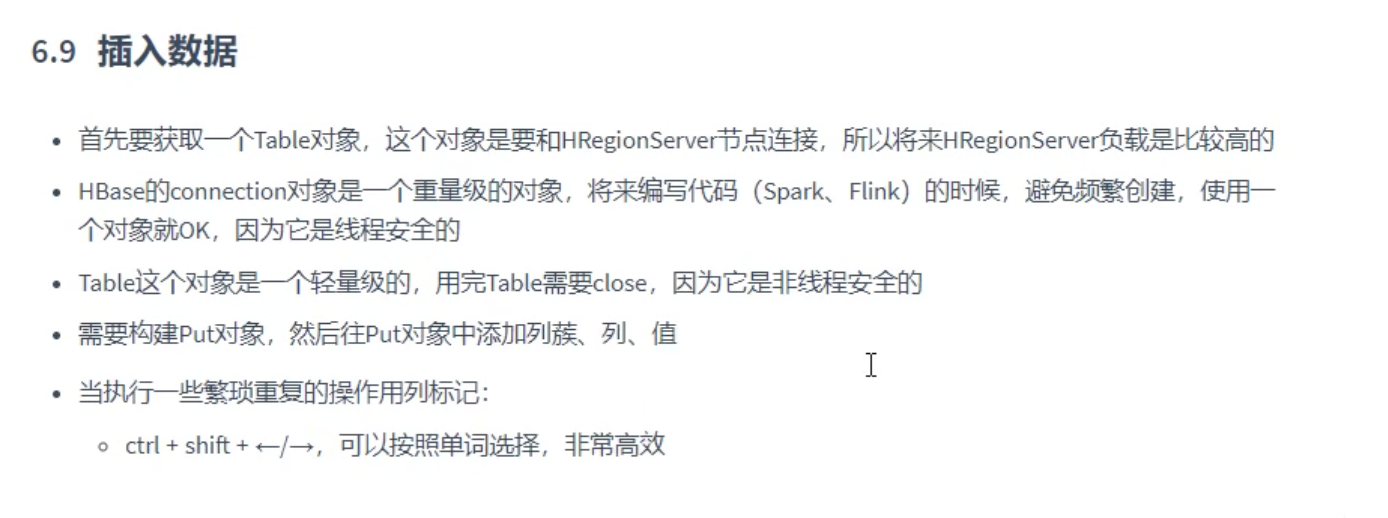 6.9 插入数据
首先要获取一个Table对象，这个对象是要和HRegionServer节点连接，所以将来HRegionServer负载是比较高的
HBase的connection对象是一个重量级的对象，将来编写代码（Spark、Flink）的时候，避免频繁创建，使用一
个对象就OK，因为它是线程安全的
Table这个对象是一个轻量级的，用完Table需要close，因为它是非线程安全的
需要构建Put对象，然后往Put对象中添加列蔟、列、值
当执行一些繁琐重复的操作用列标记：
ctrl + shift + ←/→，可以按照单词选择，非常高效